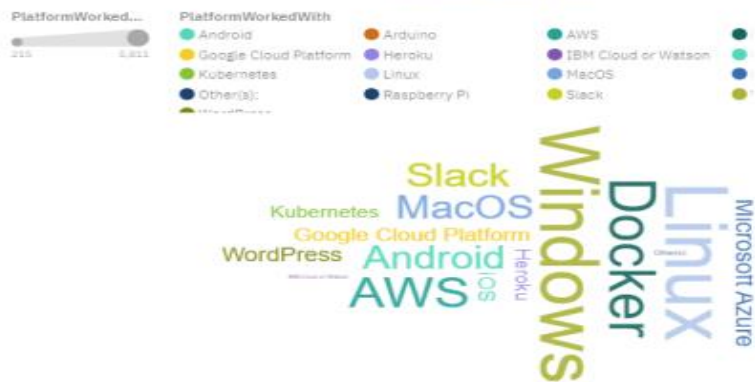 PlatformWorked...
215
5,811
PlatformWorkedWith
Android
Arduino
AWS
Google Cloud Platform
Heroku
IBM Cloud or Watson
Kubernetes
Linux
MacOS
Other(s):
Raspberry Pi
Slack
WordPress
Slack
Kubernetes
MacOS
Google Cloud Platform
WordPress
Android
AWS
iOS
Heroku
Windows
Docker
Linux
Microsoft Azure